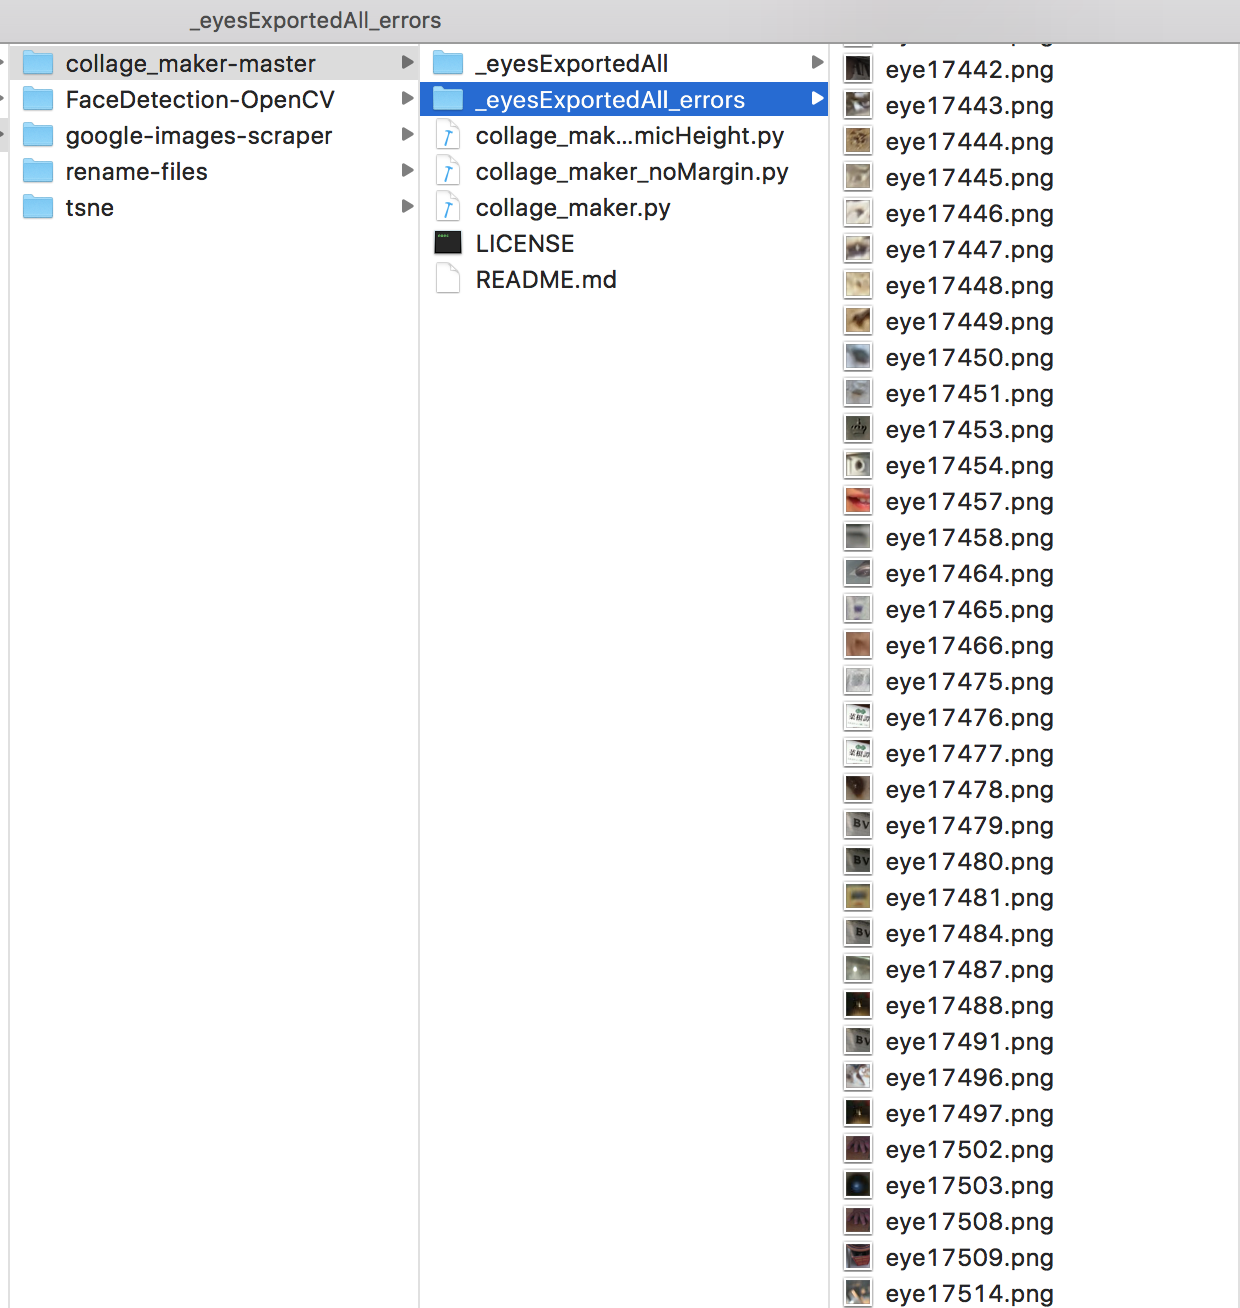 _eyesExportedAll_errors
collage_maker-master
FaceDetection-OpenCV
google-images-scraper
rename-files
tsne
_eyesExportedAll
_eyesExportedAll_errors
collage_mak...micHeight.py
collage_maker_noMargin.py
collage_maker.py
LICENSE
README.md
eye17442.png
eye17443.png
eye17444.png
eye17445.png
eye17446.png
eye17447.png
eye17448.png
eye17449.png
eye17450.png
eye17451.png
eye17453.png
eye17454.png
eye17457.png
eye17458.png
eye17464.png
eye17465.png
eye17466.png
eye17475.png
eye17476.png
eye17477.png
eye17478.png
BV
eye17479.png
BV
eye17480.png
eye17481.png
BV
eye17484.png
eye17487.png
eye17488.png
BV
eye17491.png
eye17496.png
eye17497.png
eye17502.png
eye17503.png
eye17508.png
eye17509.png
eye17514.png